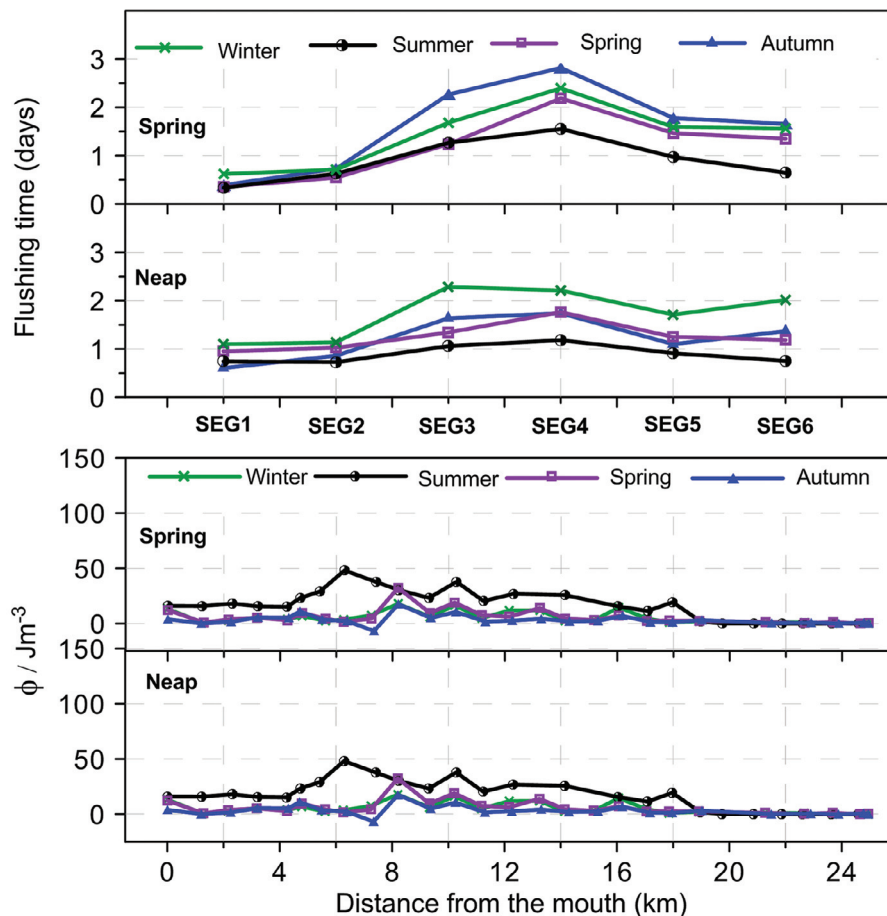 Winter Summer Spring Autumn
3
2
Spring
1
0
Flushing time (days)
3
Neap
2
1
0
SEG1 SEG2 SEG3 SEG4 SEG5 SEG6
150
Winter Summer Spring Autumn
100
Spring
50
0
ϕ / Jm-3
150
Neap
100
50
0
0 4 8 12 16 20 24
Distance from the mouth (km)